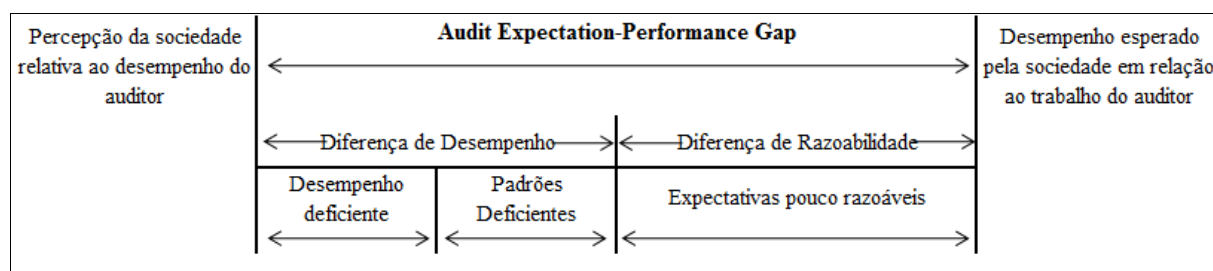 Percepção da sociedade
relativa ao desempenho do
auditor
Audit Expectation-Performance Gap
Desempenho esperado
pela sociedade em relação
ao trabalho do auditor
Diferença de Desempenho
Diferença de Razoabilidade
Desempenho
deficiente
Padrões
Deficientes
Expectativas pouco razoáveis